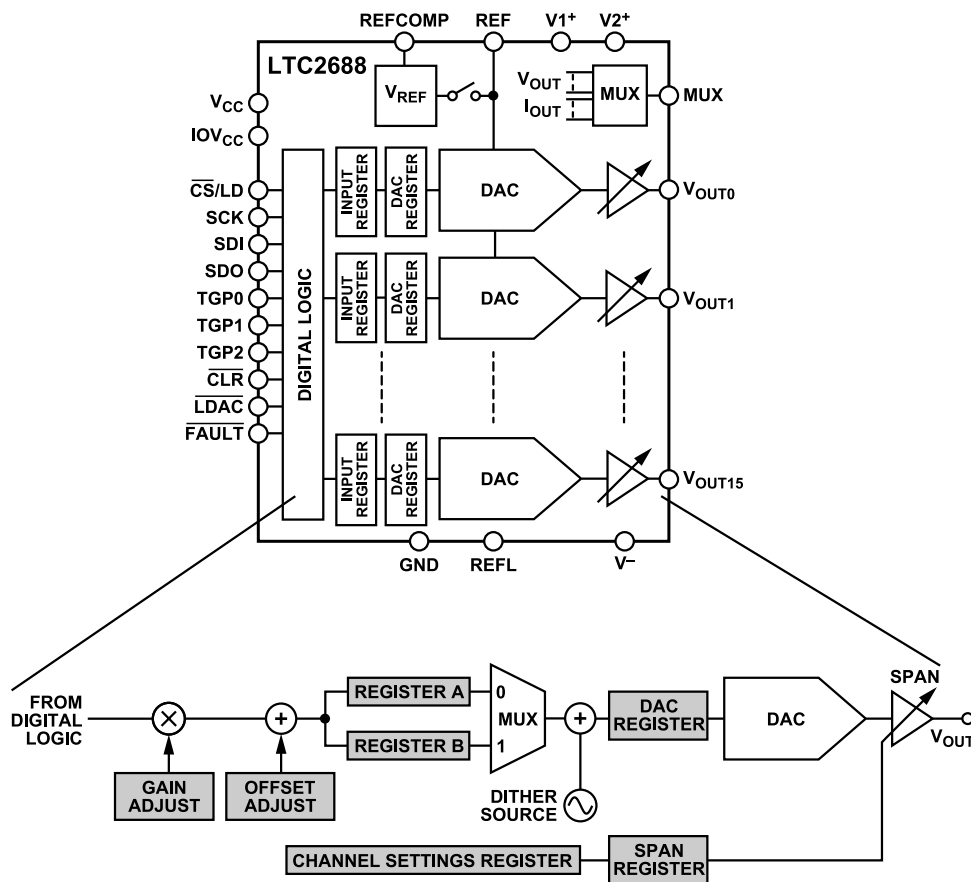 REFCOMP REF V1+ V2+
LTC2688
VREF
VOUT
IOUT
MUX
MUX
VCC
IOVCC
CS/LD
SCK
SDI
SDO
TGP0
TGP1
TGP2
CLR
LDAC
FAULT
DIGITAL LOGIC
INPUT
REGISTER
DAC
REGISTER
DAC
VOUT0
INPUT
REGISTER
DAC
REGISTER
DAC
VOUT1
INPUT
REGISTER
DAC
REGISTER
DAC
VOUT15
GND REFL V–
FROM
DIGITAL
LOGIC
×
+
GAIN
ADJUST
OFFSET
ADJUST
REGISTER A
REGISTER B
0
MUX
1
+
DITHER
SOURCE
DAC
REGISTER
DAC
SPAN
VOUT
CHANNEL SETTINGS REGISTER
SPAN
REGISTER